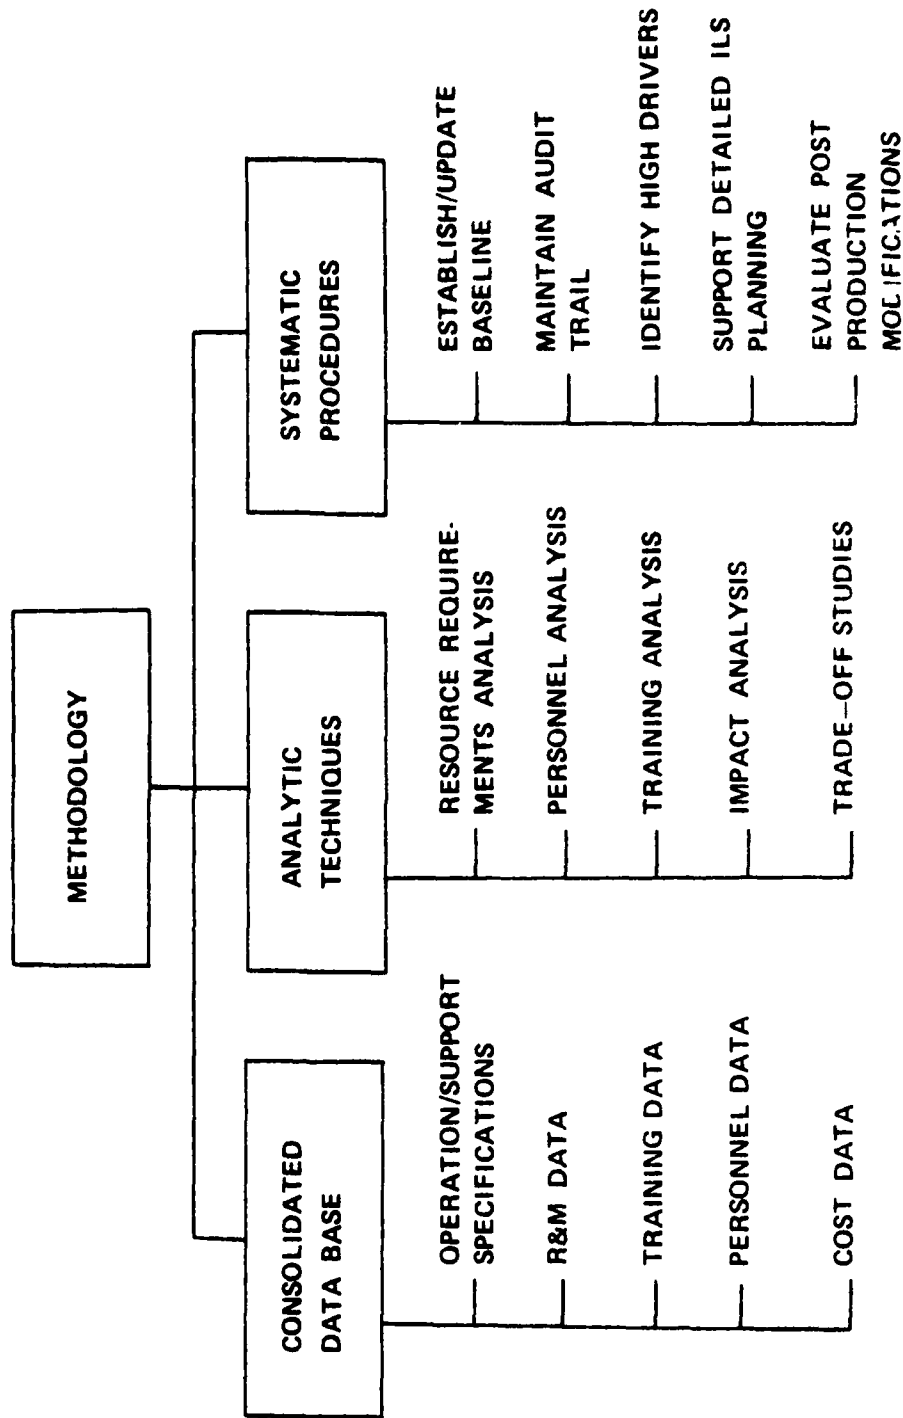 METHODOLOGY
CONSOLIDATED
DATA BASE
OPERATION/SUPPORT
SPECIFICATIONS
R&M DATA
TRAINING DATA
PERSONNEL DATA
COST DATA
ANALYTIC
TECHNIQUES
RESOURCE REQUIRE-
MENTS ANALYSIS
PERSONNEL ANALYSIS
TRAINING ANALYSIS
IMPACT ANALYSIS
TRADE-OFF STUDIES
SYSTEMATIC
PROCEDURES
ESTABLISH/UPDATE
BASELINE
MAINTAIN AUDIT
TRAIL
IDENTIFY HIGH DRIVERS
SUPPORT DETAILED ILS
PLANNING
EVALUATE POST
PRODUCTION
MODIFICATIONS